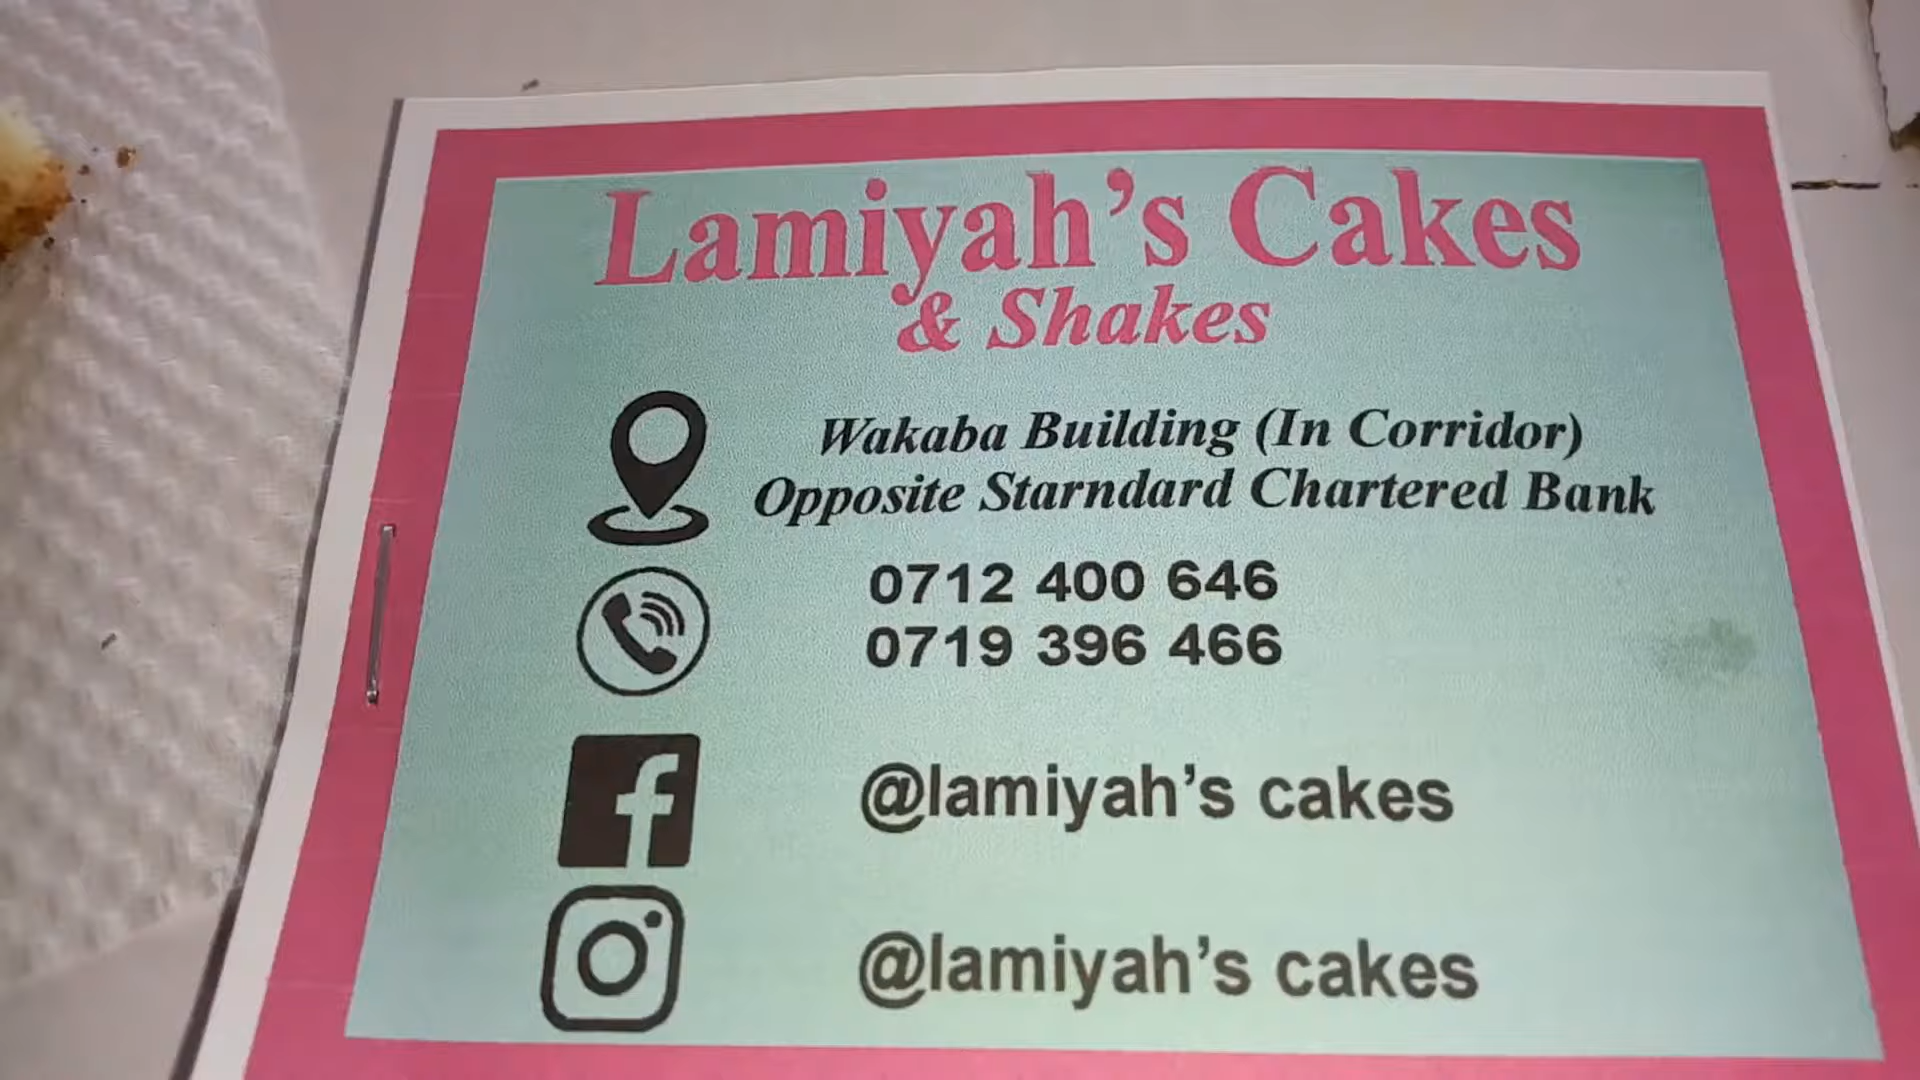 Lamiyah's Cakes
& Shakes
Wakaba Building (In Corridor)
Opposite Starndard Chartered Bank
0712 400 646
0719 396 466
@lamiyah's cakes
@lamiyah's cakes